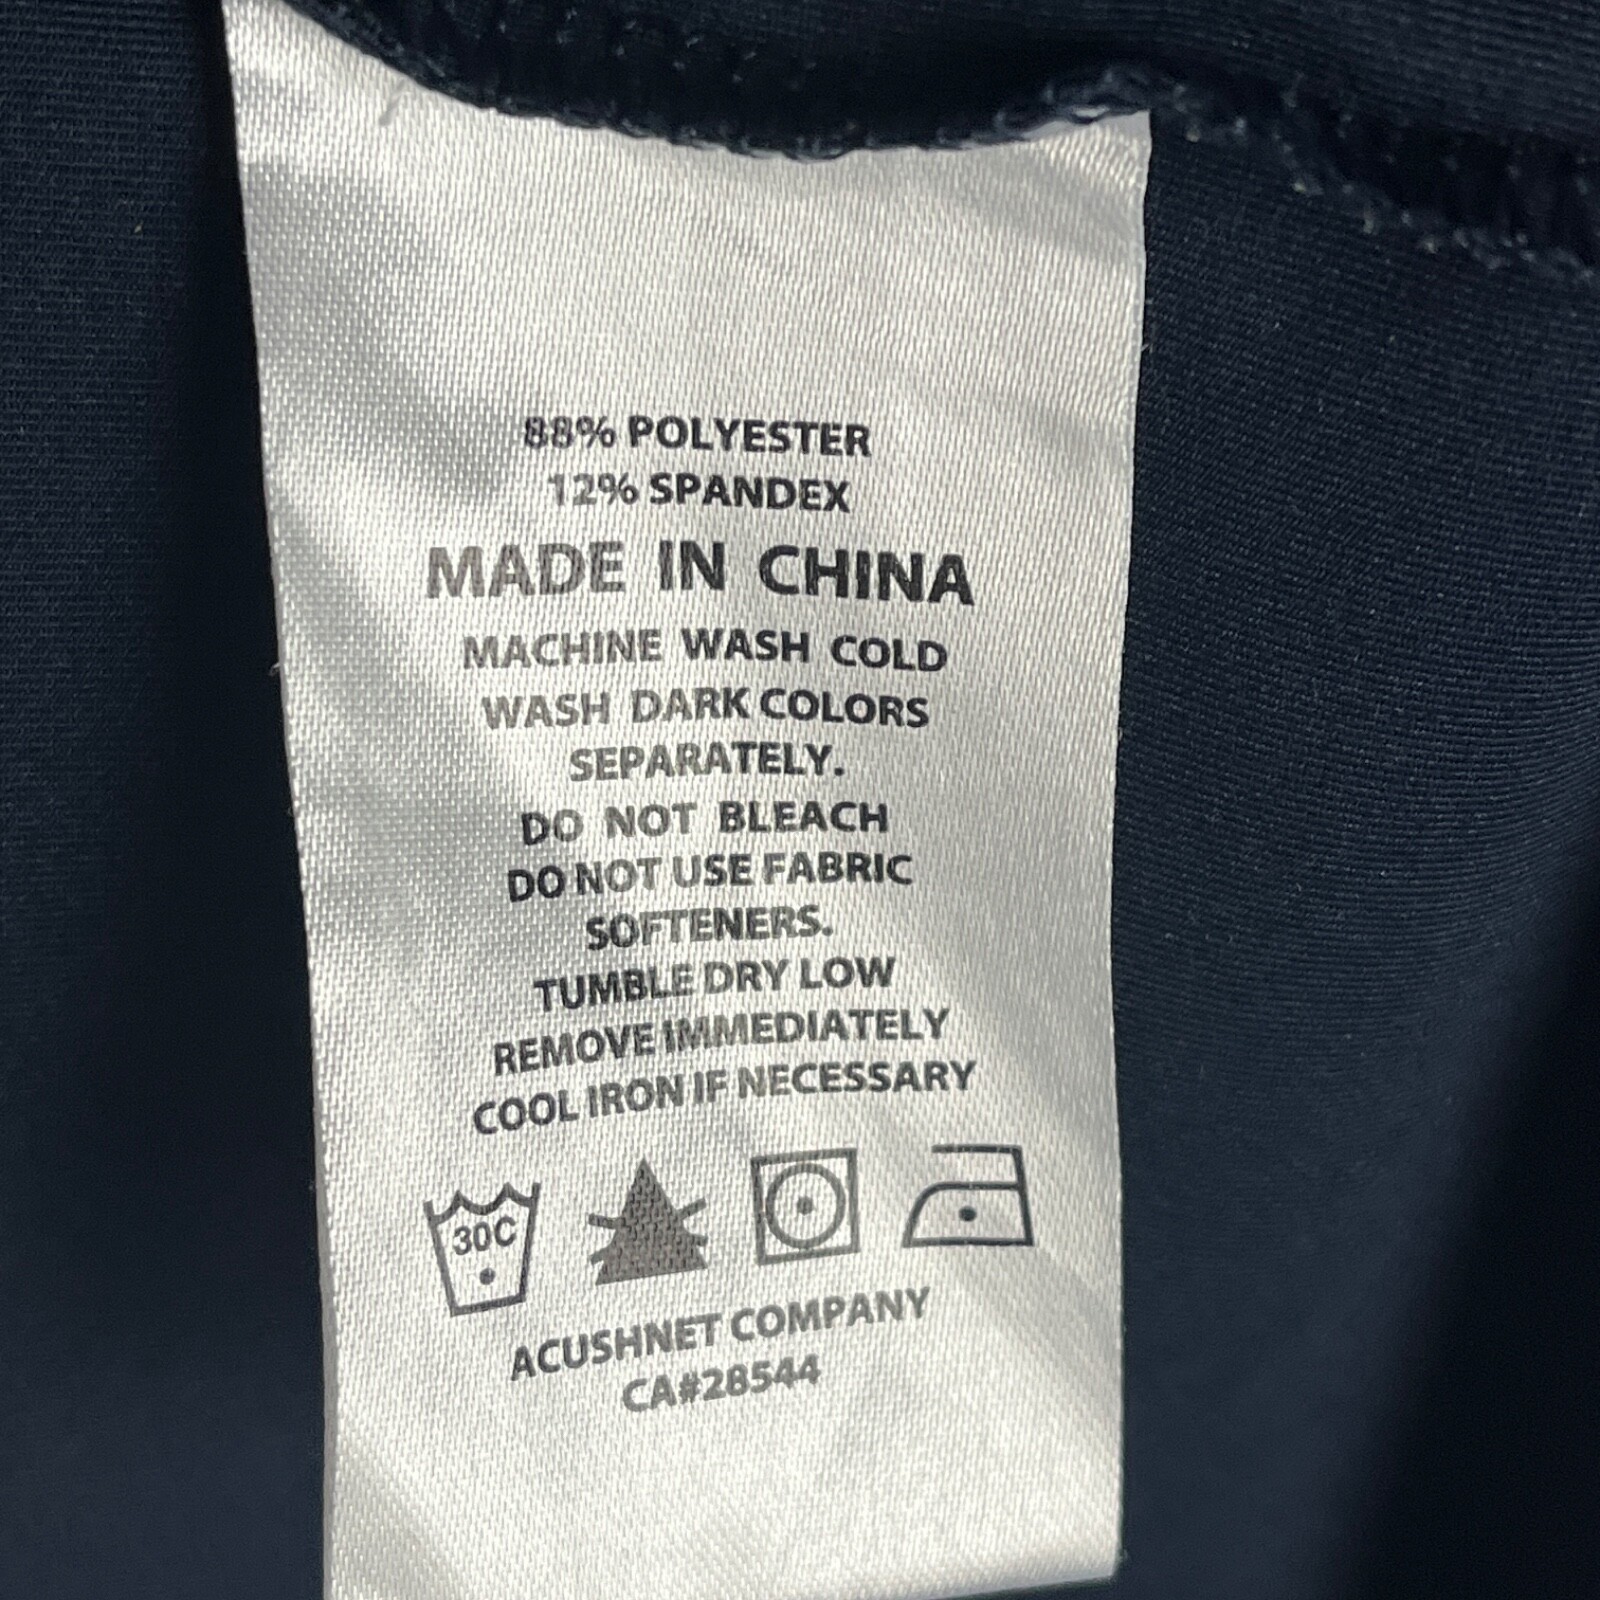 88% POLYESTER
12% SPANDEX
MADE IN CHINA
MACHINE WASH COLD
WASH DARK COLORS
SEPARATELY.
DO NOT BLEACH
DO NOT USE FABRIC
SOFTENERS.
TUMBLE DRY LOW
REMOVE IMMEDIATELY
COOL IRON IF NECESSARY
30C
ACUSHNET COMPANY
CA#28544